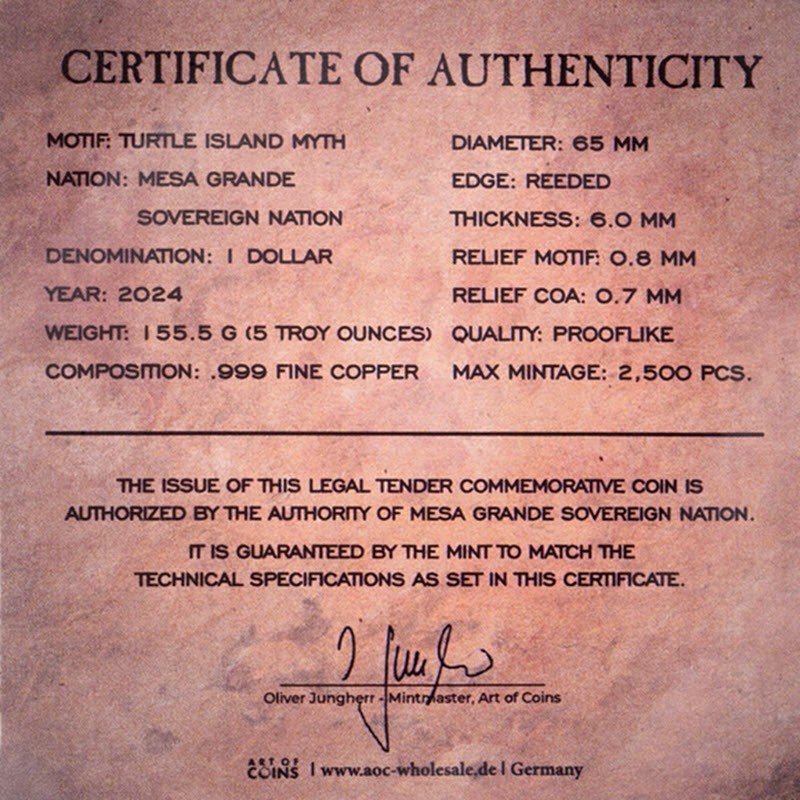 CERTIFICATE OF AUTHENTICITY
MOTIF: TURTLE ISLAND MYTH
NATION: MESA GRANDE
SOVEREIGN NATION
DENOMINATION: 1 DOLLAR
YEAR: 2024
WEIGHT: 155.5 G (5 TROY OUNCES)
COMPOSITION: .999 FINE COPPER
DIAMETER: 65 MM
EDGE: REEDED
THICKNESS: 6.0 MM
RELIEF MOTIF: 0.8 MM
RELIEF COA: 0.7 MM
QUALITY: PROOFLIKE
MAX MINTAGE: 2,500 PCS.
THE ISSUE OF THIS LEGAL TENDER COMMEMORATIVE COIN IS
AUTHORIZED BY THE AUTHORITY OF MESA GRANDE SOVEREIGN NATION.
IT IS GUARANTEED BY THE MINT TO MATCH THE
TECHNICAL SPECIFICATIONS AS SET IN THIS CERTIFICATE.
Oliver Jungherr - Mintmaster, Art of Coins
ART OF
COINS | www.aoc-wholesale.de | Germany